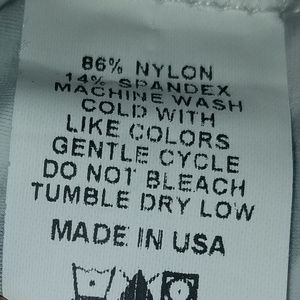 86% NYLON
14% SPANDEX
MACHINE WASH
COLD WITH
LIKE COLORS
GENTLE CYCLE
DO NOT BLEACH
TUMBLE DRY LOW
MADE IN USA